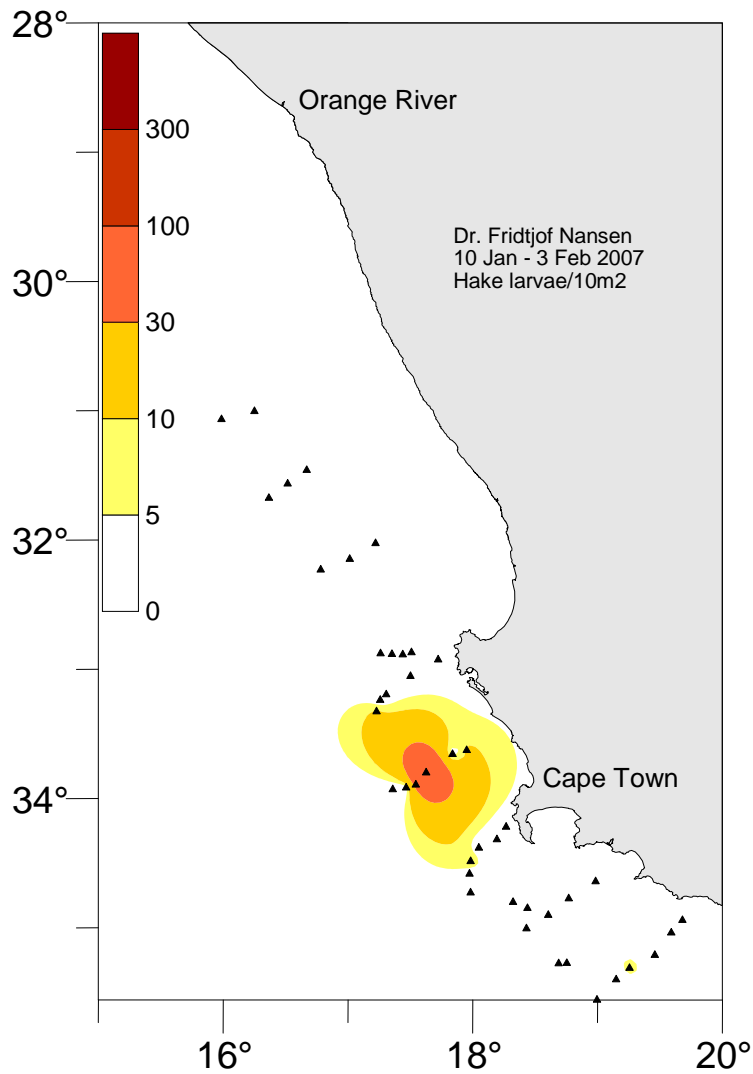 28°
Orange River
300
100
Dr. Fridtjof Nansen
10 Jan - 3 Feb 2007
Hake larvae/10m2
30°
30
10
5
32°
0
Cape Town
34°
16°
18°
20°